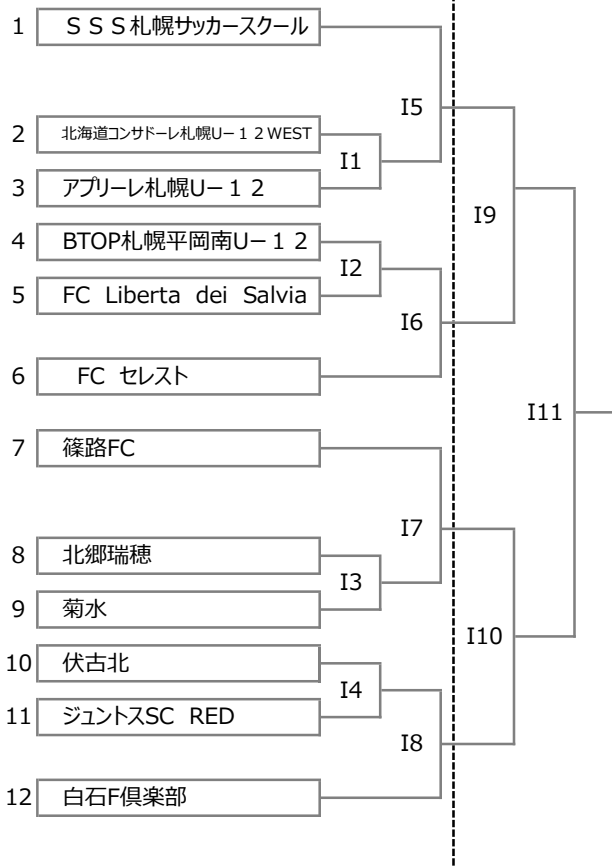 1 ＳＳＳ札幌サッカースクール
I5
2 北海道コンサドーレ札幌U－１２WEST
I1
3 アプリーレ札幌U－１２
I9
4 BTOP札幌平岡南U－１２
I2
5 FC Liberta dei Salvia
I6
6 FC セレスト
I11
7 篠路FC
I7
8 北郷瑞穂
I3
9 菊水
I10
10 伏古北
I4
11 ジュントスSC RED
I8
12 白石F倶楽部